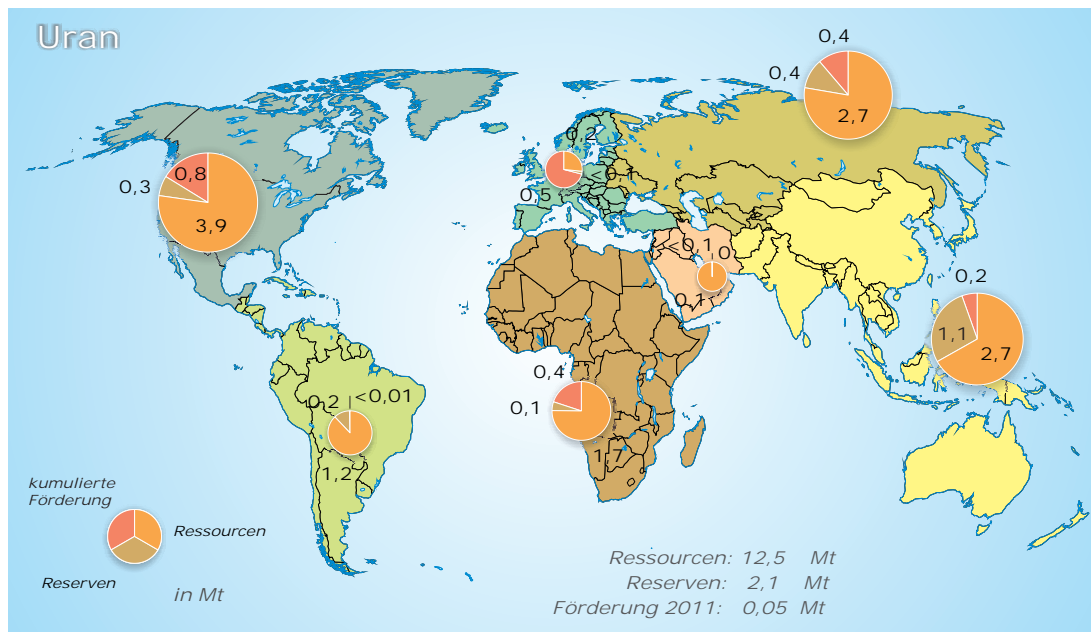 Uran
0,4
0,4
2,7
0,3
0,8
3,9
0,2
<0,1
0,5
<0,1
0
0,1
0,2
1,1
2,7
0,4
0,1
1,7
0,2
<0,01
1,2
kumulierte
Förderung
Ressourcen
Reserven
in Mt
Ressourcen: 12,5 Mt
Reserven: 2,1 Mt
Förderung 2011: 0,05 Mt